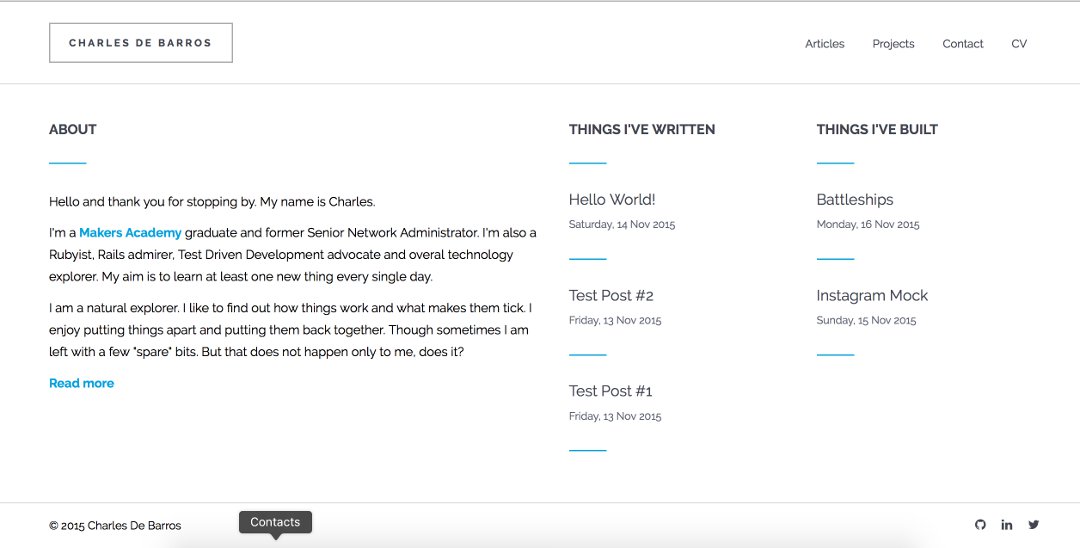 CHARLES DE BARROS
Articles
Projects
Contact
CV
ABOUT
Hello and thank you for stopping by. My name is Charles.
I'm a Makers Academy graduate and former Senior Network Administrator. I'm also a
Rubyist, Rails admirer, Test Driven Development advocate and overal technology
explorer. My aim is to learn at least one new thing every single day.
I am a natural explorer. I like to find out how things work and what makes them tick. I
enjoy putting things apart and putting them back together. Though sometimes I am
left with a few "spare" bits. But that does not happen only to me, does it?
Read more
THINGS I'VE WRITTEN
Hello World!
Saturday, 14 Nov 2015
Test Post #2
Friday, 13 Nov 2015
Test Post #1
Friday, 13 Nov 2015
THINGS I'VE BUILT
Battleships
Monday, 16 Nov 2015
Instagram Mock
Sunday, 15 Nov 2015
© 2015 Charles De Barros
Contacts